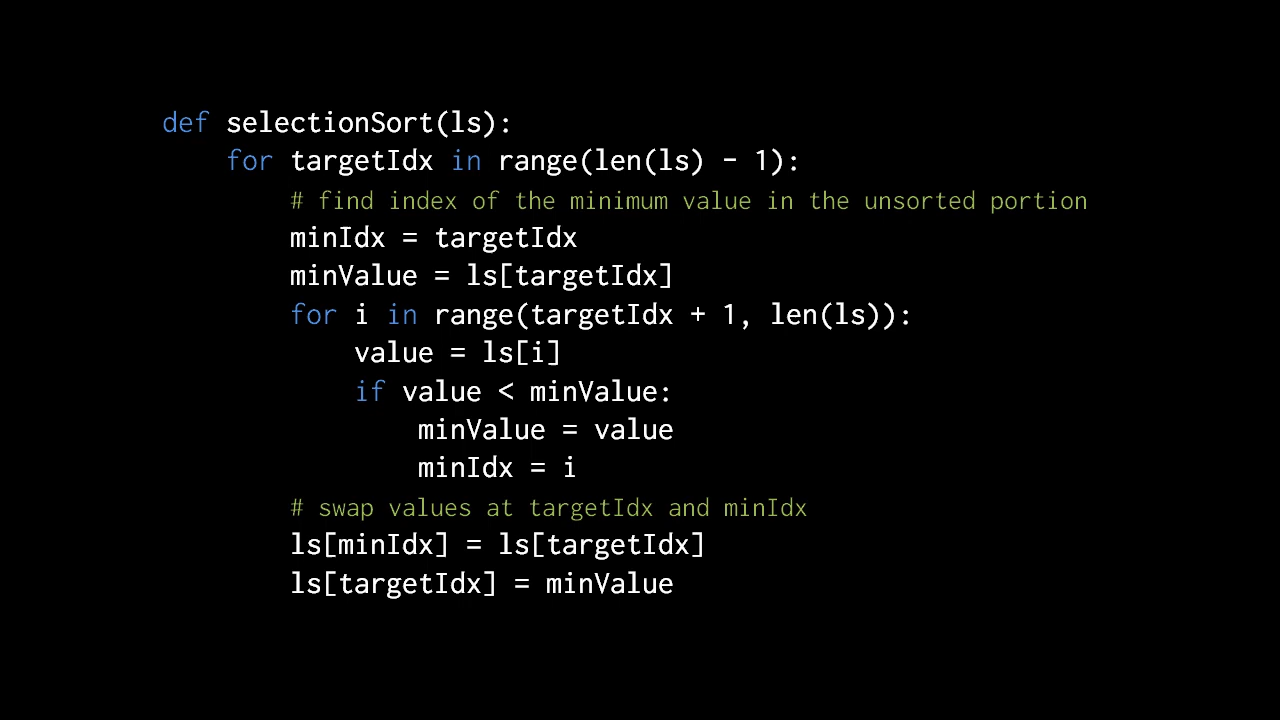 def selectionSort(ls):
    for targetIdx in range(len(ls) - 1):
        # find index of the minimum value in the unsorted portion
        minIdx = targetIdx
        minValue = ls[targetIdx]
        for i in range(targetIdx + 1, len(ls)):
            value = ls[i]
            if value < minValue:
                minValue = value
                minIdx = i
        # swap values at targetIdx and minIdx
        ls[minIdx] = ls[targetIdx]
        ls[targetIdx] = minValue